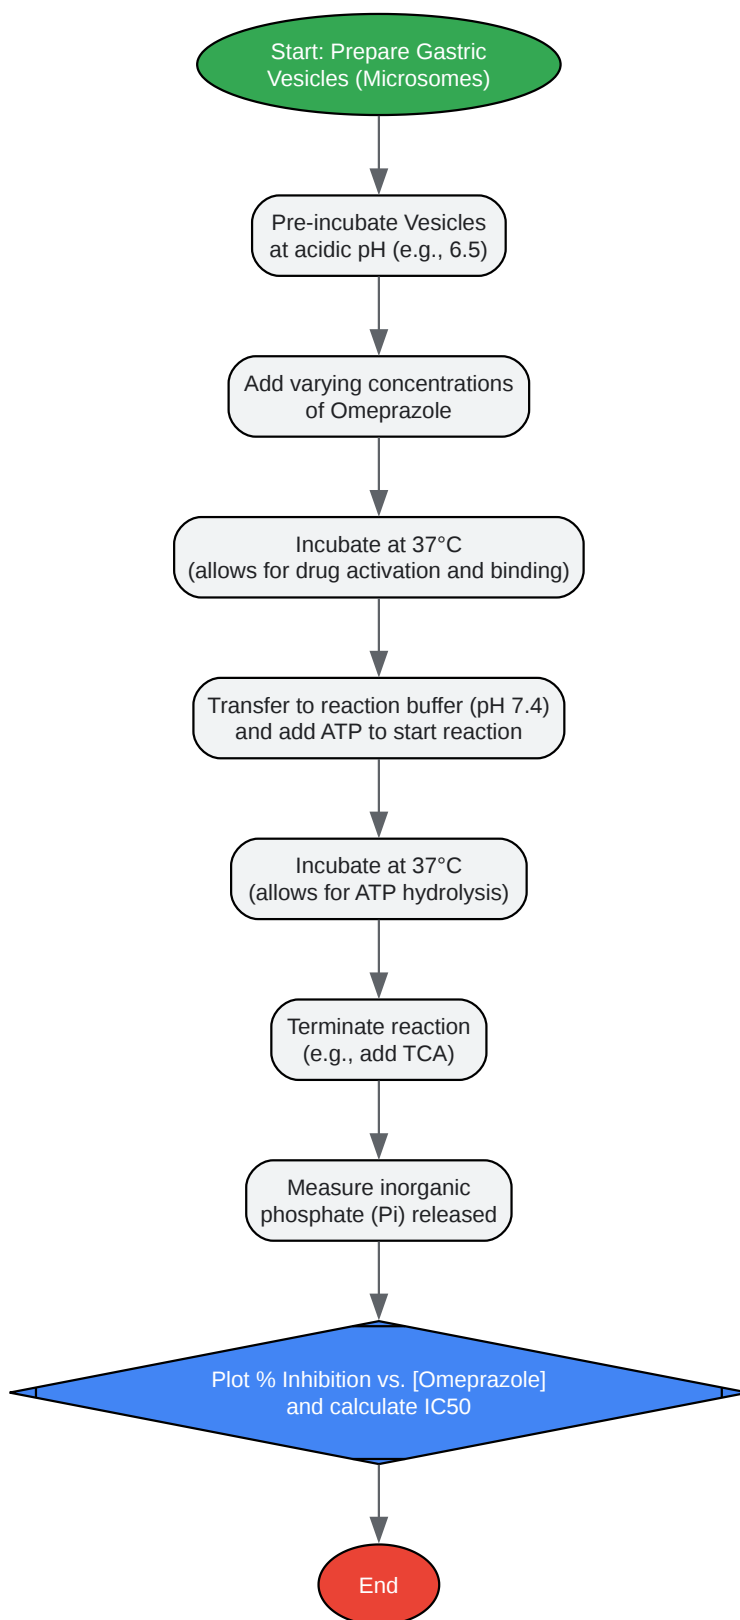 Start: Prepare Gastric
Vesicles (Microsomes)
Pre-incubate Vesicles
at acidic pH (e.g., 6.5)
Add varying concentrations
of Omeprazole
Incubate at 37°C
(allows for drug activation and binding)
Transfer to reaction buffer (pH 7.4)
and add ATP to start reaction
Incubate at 37°C
(allows for ATP hydrolysis)
Terminate reaction
(e.g., add TCA)
Measure inorganic
phosphate (Pi) released
Plot % Inhibition vs. [Omeprazole]
and calculate IC50
End